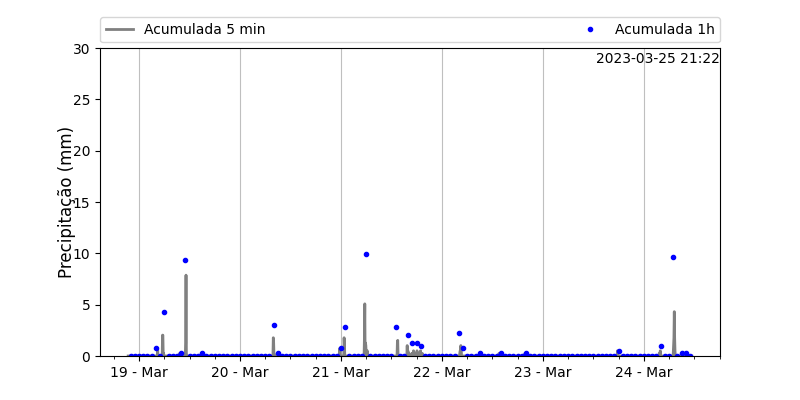 Acumulada 5 min
Acumulada 1h
2023-03-25 21:22
Precipitação (mm)
30
25
20
15
10
5
0
19 - Mar
20 - Mar
21 - Mar
22 - Mar
23 - Mar
24 - Mar